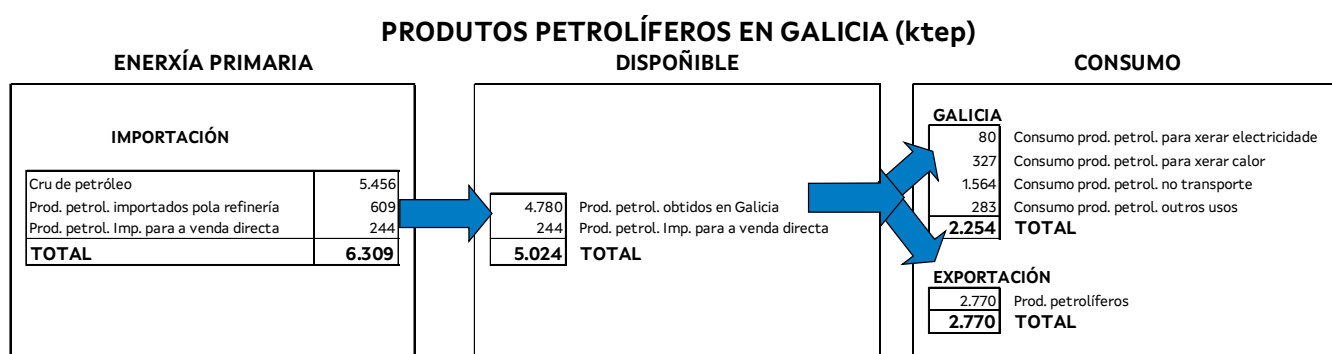 PRODUTOS PETROLÍFEROS EN GALICIA (ktep)
ENERXÍA PRIMARIA
IMPORTACIÓN
Cru de petróleo 5.456
Prod. petrol. importados pola refinería 609
Prod. petrol. Imp. para a venda directa 244
TOTAL 6.309
DISPOÑIBLE
4.780 Prod. petrol. obtidos en Galicia
244 Prod. petrol. Imp. para a venda directa
5.024 TOTAL
CONSUMO
GALICIA
80 Consumo prod. petrol. para xerar electricidade
327 Consumo prod. petrol. para xerar calor
1.564 Consumo prod. petrol. no transporte
283 Consumo prod. petrol. outros usos
2.254 TOTAL
EXPORTACIÓN
2.770 Prod. petrolíferos
2.770 TOTAL